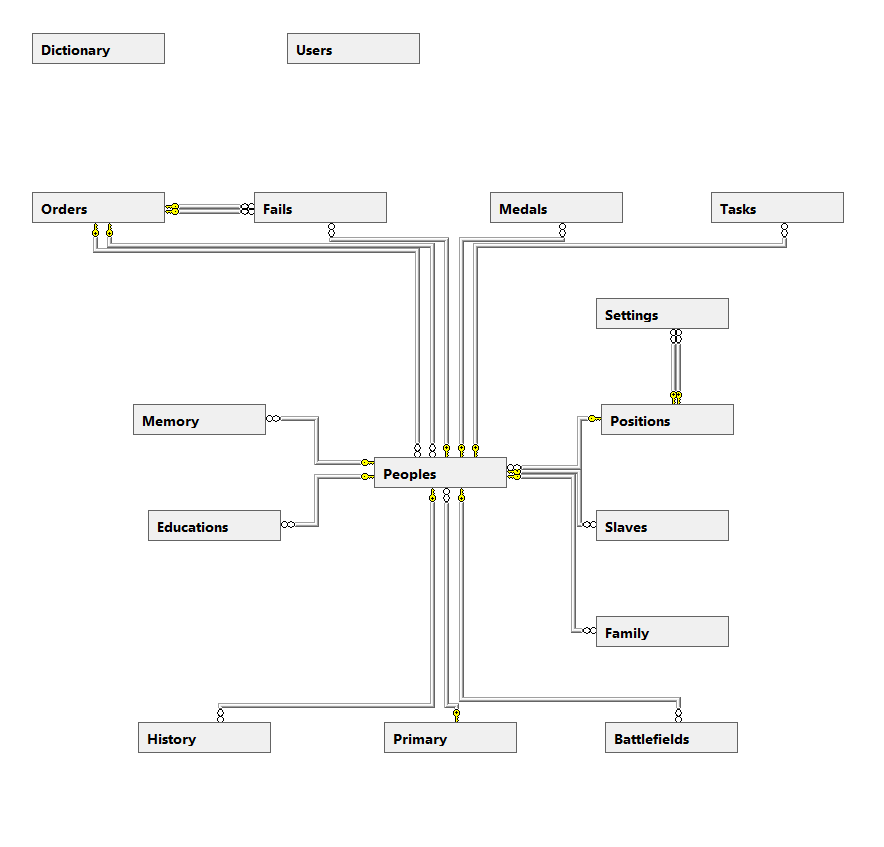 Dictionary
Users
Orders
Fails
Medals
Tasks
Settings
Memory
Positions
Peoples
Educations
Slaves
Family
History
Primary
Battlefields